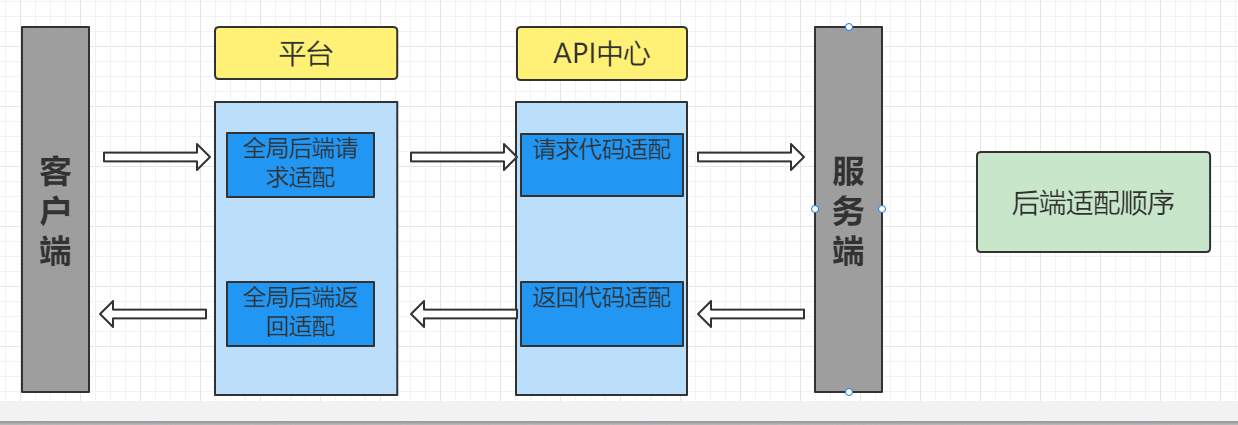 平台
API中心
客
户
端
全局后端请
求适配
请求代码适配
服
务
端
后端适配顺序
全局后端返
回适配
返回代码适配